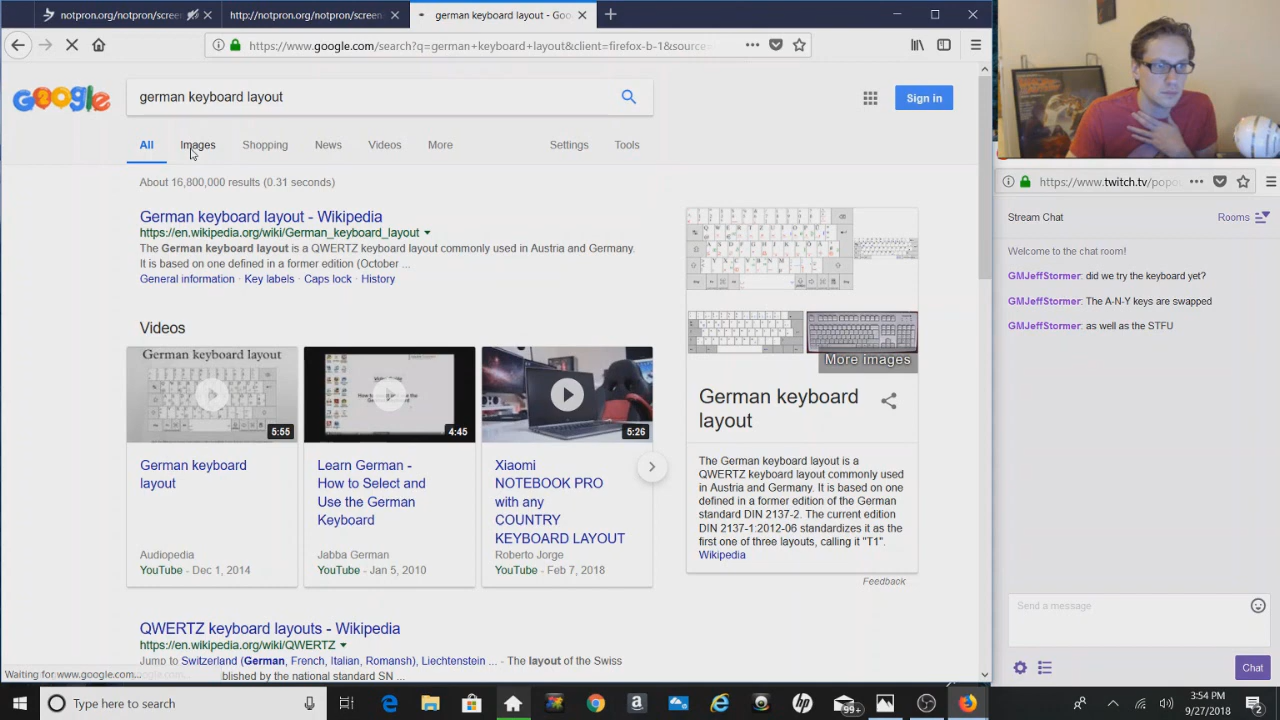 notpron.org/notpron/screen
http://notpron.org/notpron/screen
german keyboard layout - Goo
https://www.google.com/search?q=german+keyboard+layout&client=firefox-b-1&source
Google
german keyboard layout
Sign in
All Images Shopping News Videos More Settings Tools
About 16,800,000 results (0.31 seconds)
German keyboard layout - Wikipedia
https://en.wikipedia.org/wiki/German_keyboard_layout
The German keyboard layout is a QWERTZ keyboard layout commonly used in Austria and Germany.
It is based on one defined in a former edition (October ...
General information · Key labels · Caps lock · History
Videos
German keyboard layout
5:55
4:45
5:26
German keyboard
layout
Audiopedia
YouTube - Dec 1, 2014
Learn German -
How to Select and
Use the German
Keyboard
Jabba German
YouTube - Jan 5, 2010
Xiaomi
NOTEBOOK PRO
with any
COUNTRY
KEYBOARD LAYOUT
Roberto Jorge
YouTube - Feb 7, 2018
QWERTZ keyboard layouts - Wikipedia
https://en.wikipedia.org/wiki/QWERTZ
Jump to Switzerland (German, French, Italian, Romansh), Liechtenstein ... - The layout of the Swiss
blished by the national standard SN ...
Waiting for www.google.com...
More images
German keyboard
layout
The German keyboard layout is a
QWERTZ keyboard layout commonly used
in Austria and Germany. It is based on one
defined in a former edition of the German
standard DIN 2137-2. The current edition
DIN 2137-1:2012-06 standardizes it as the
first one of three layouts, calling it "T1".
Wikipedia
Feedback
https://www.twitch.tv/popo
Stream Chat
Rooms
Welcome to the chat room!
GMJeffStormer: did we try the keyboard yet?
GMJeffStormer: The A-N-Y keys are swapped
GMJeffStormer: as well as the STFU
Send a message
Chat
Type here to search
99+
3:54 PM
9/27/2018
2